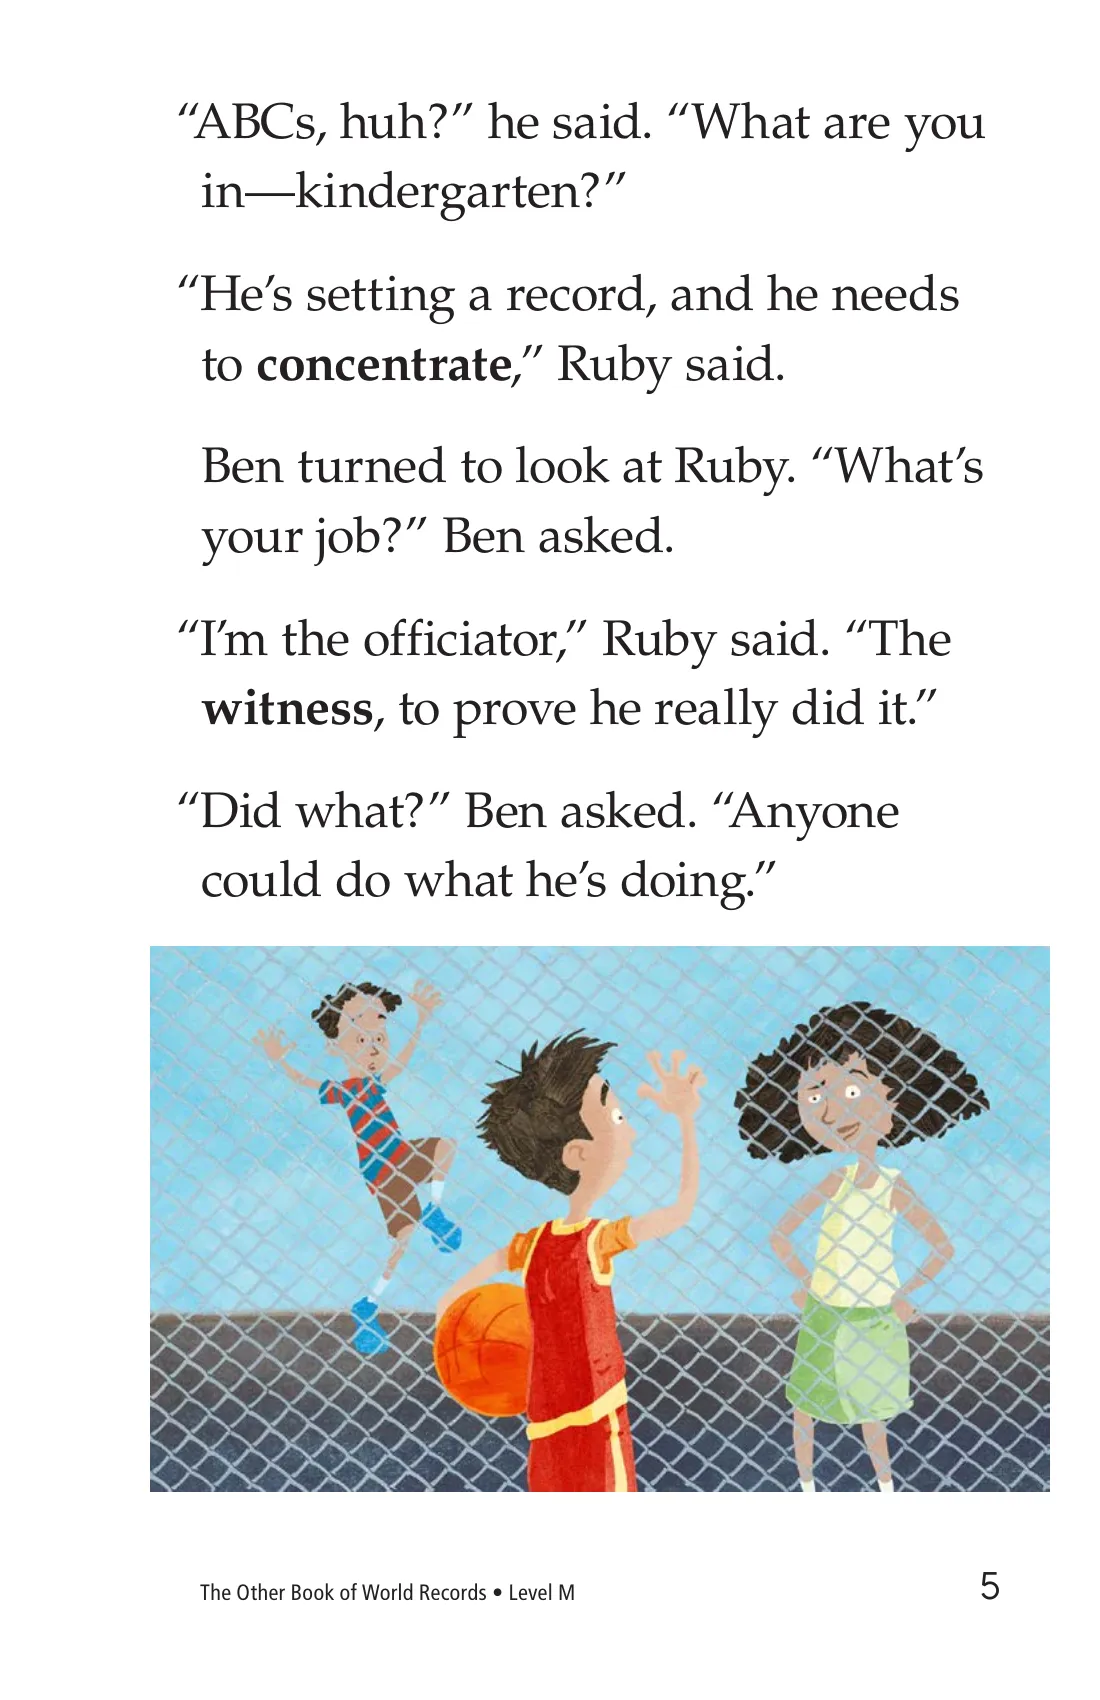 “ABCs, huh?” he said. “What are you
in—kindergarten?”
“He’s setting a record, and he needs
to concentrate,” Ruby said.
Ben turned to look at Ruby. “What’s
your job?” Ben asked.
“I’m the officiator,” Ruby said. “The
witness, to prove he really did it.”
“Did what?” Ben asked. “Anyone
could do what he’s doing.”
The Other Book of World Records • Level M
5